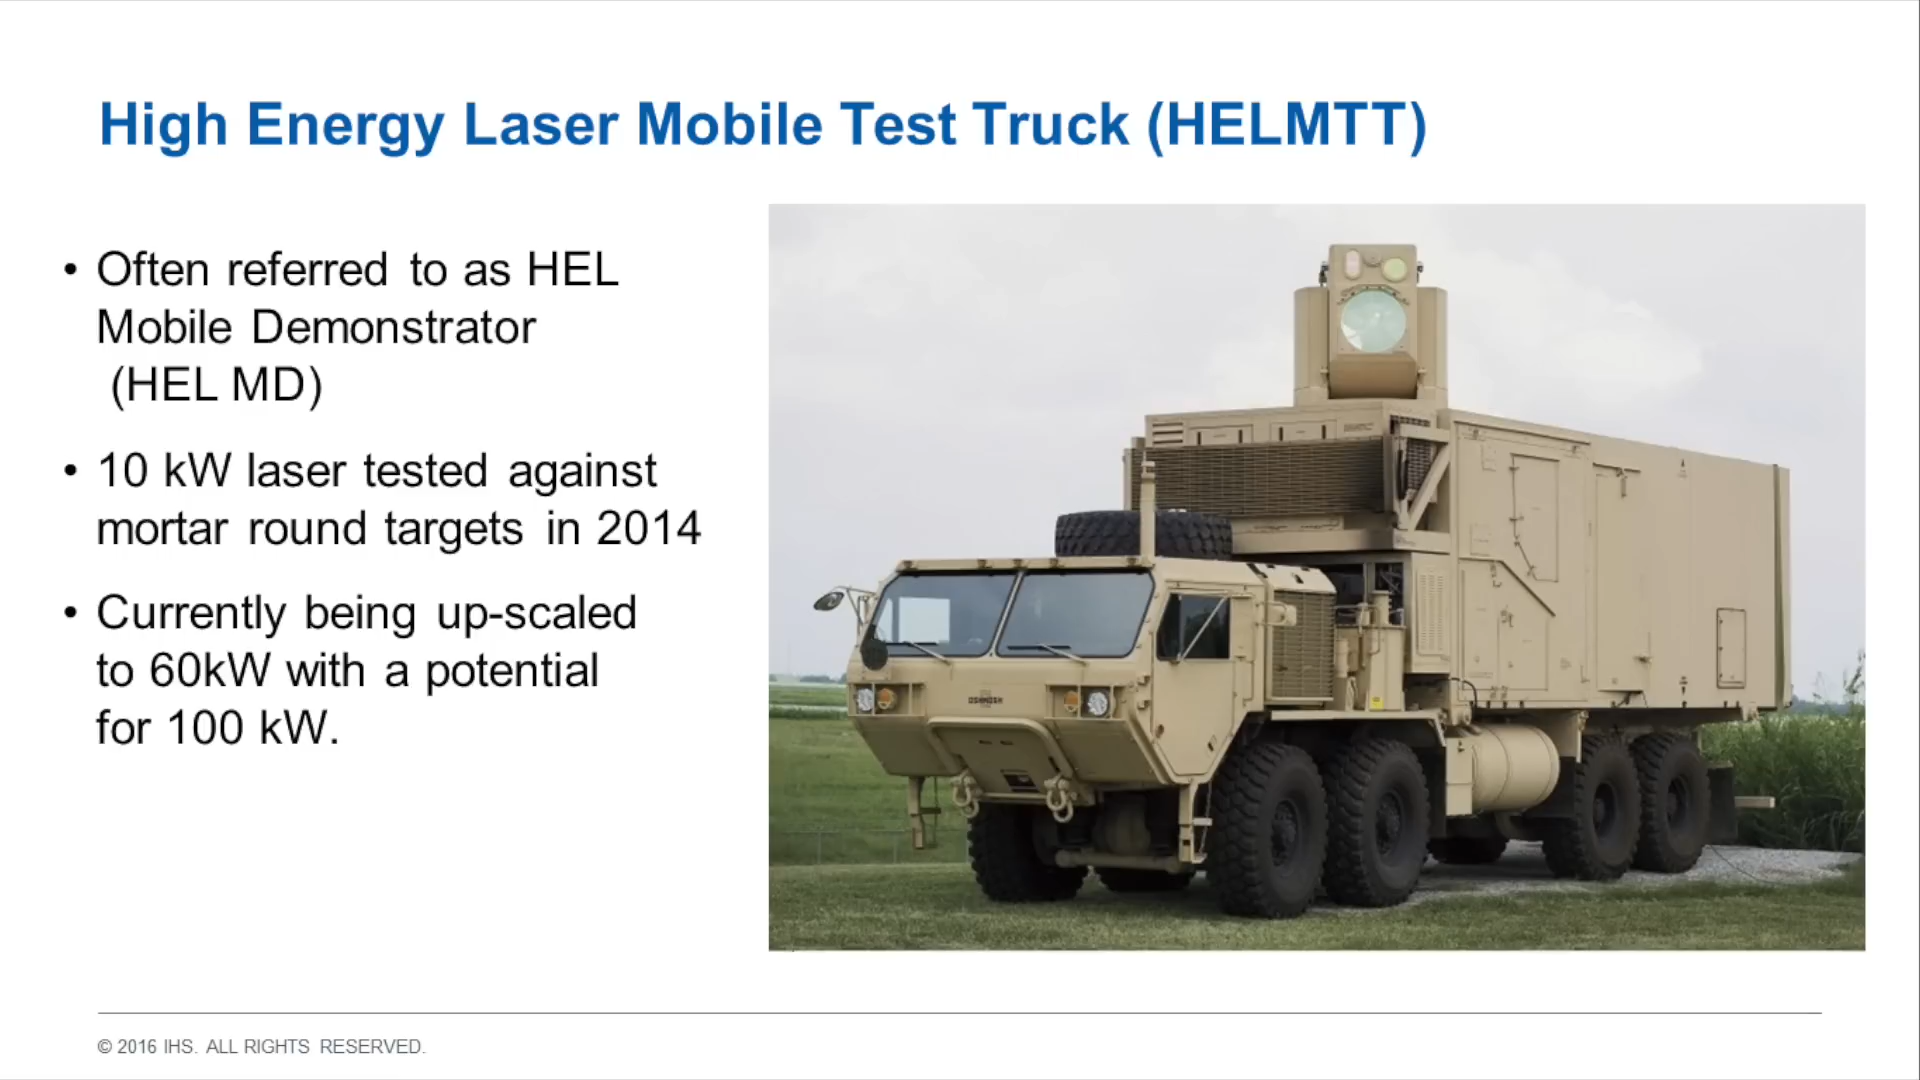 High Energy Laser Mobile Test Truck (HELMTT)
• Often referred to as HEL
Mobile Demonstrator
(HEL MD)
• 10 kW laser tested against
mortar round targets in 2014
• Currently being up-scaled
to 60kW with a potential
for 100 kW.
OSHKOSH
© 2016 IHS. ALL RIGHTS RESERVED.